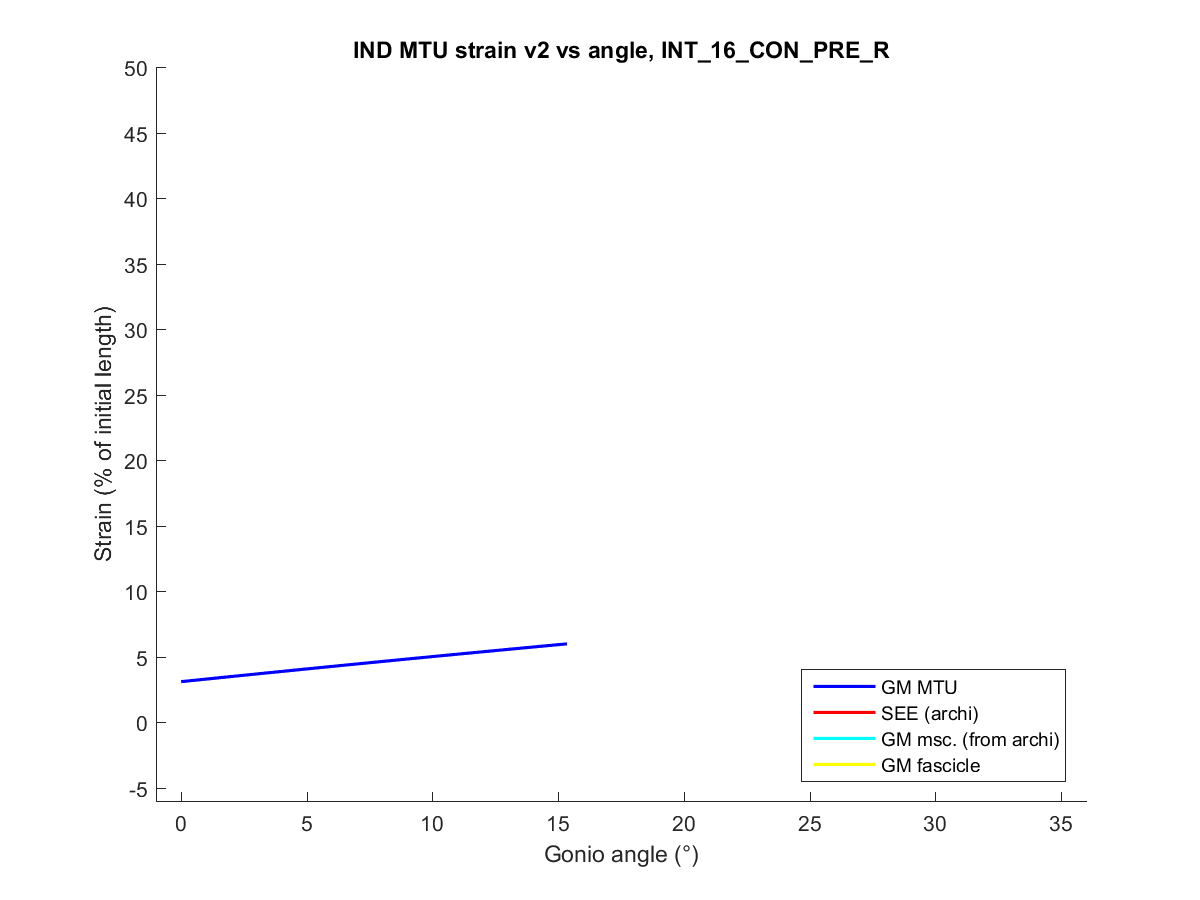 IND MTU strain v2 vs angle, INT_16_CON_PRE_R
50
45
40
35
30
25
20
15
10
5
0
-5
Strain (% of initial length)
0 5 10 15 20 25 30 35
Gonio angle (°)
GM MTU
SEE (archi)
GM msc. (from archi)
GM fascicle